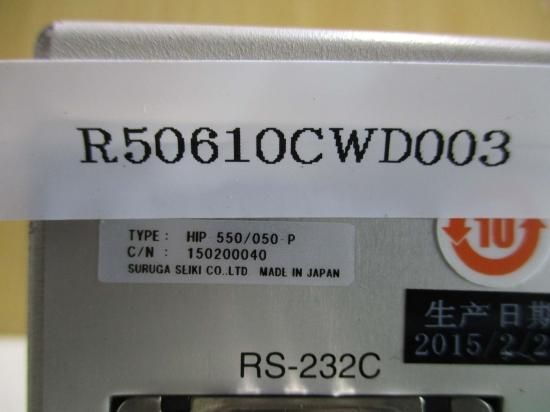 R50610CWD003
TYPE: HIP 550/050-P
C/N: 150200040
SURUGA SEIKI CO.,LTD MADE IN JAPAN
10
生产日期
2015/2/2
RS-232C